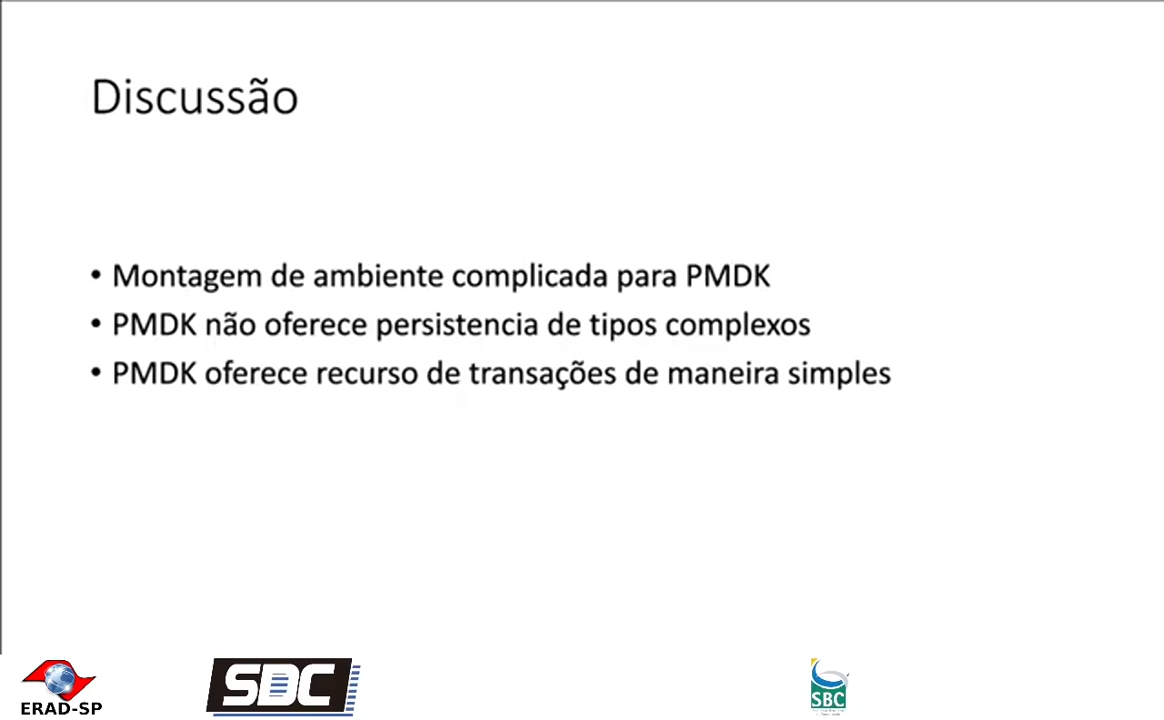 Discussão
• Montagem de ambiente complicada para PMDK
• PMDK não oferece persistencia de tipos complexos
• PMDK oferece recurso de transações de maneira simples
ERAD-SP
SDC
SBC